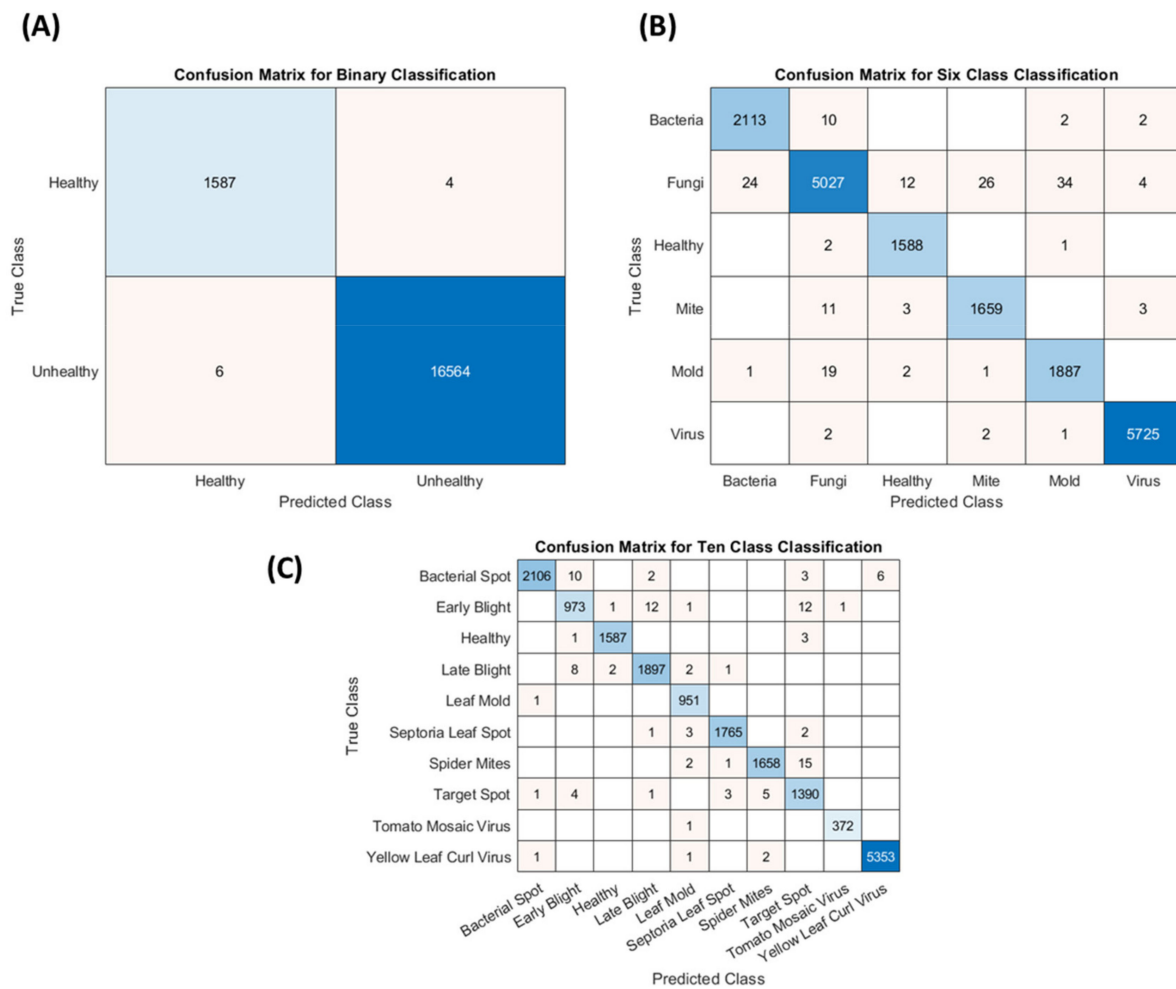 (A)
Confusion Matrix for Binary Classification
True Class
Healthy 1587 4
Unhealthy 6 16564
Healthy Unhealthy
Predicted Class
(B)
Confusion Matrix for Six Class Classification
True Class
Bacteria 2113 10 2 2
Fungi 24 5027 12 26 34 4
Healthy 2 1588 1
Mite 11 3 1659 3
Mold 1 19 2 1 1887
Virus 2 2 1 5725
Bacteria Fungi Healthy Mite Mold Virus
Predicted Class
(C)
Confusion Matrix for Ten Class Classification
True Class
Bacterial Spot 2106 10 2 3 6
Early Blight 973 1 12 1 12 1
Healthy 1 1587 3
Late Blight 8 2 1897 2 1
Leaf Mold 1 951
Septoria Leaf Spot 1 3 1765 2
Spider Mites 2 1 1658 15
Target Spot 1 4 1 3 5 1390
Tomato Mosaic Virus 1 372
Yellow Leaf Curl Virus 1 1 2 5353
Bacterial Spot Early Blight Healthy Late Blight Leaf Mold Septoria Leaf Spot Spider Mites Target Spot Tomato Mosaic Virus Yellow Leaf Curl Virus
Predicted Class